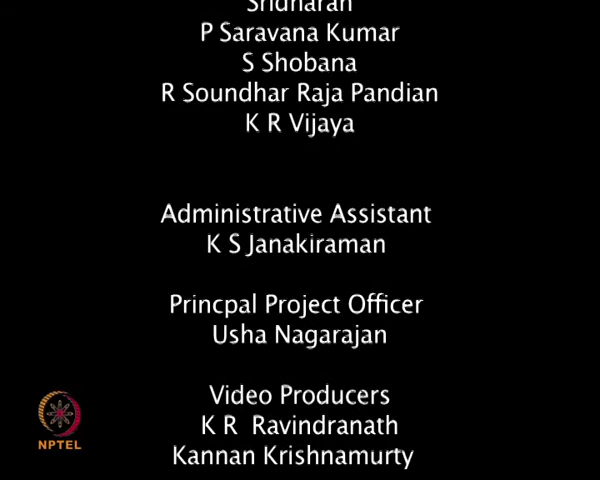 Sridharan
P Saravana Kumar
S Shobana
R Soundhar Raja Pandian
K R Vijaya
Administrative Assistant
K S Janakiraman
Princpal Project Officer
Usha Nagarajan
Video Producers
K R Ravindranath
Kannan Krishnamurty
NPTEL